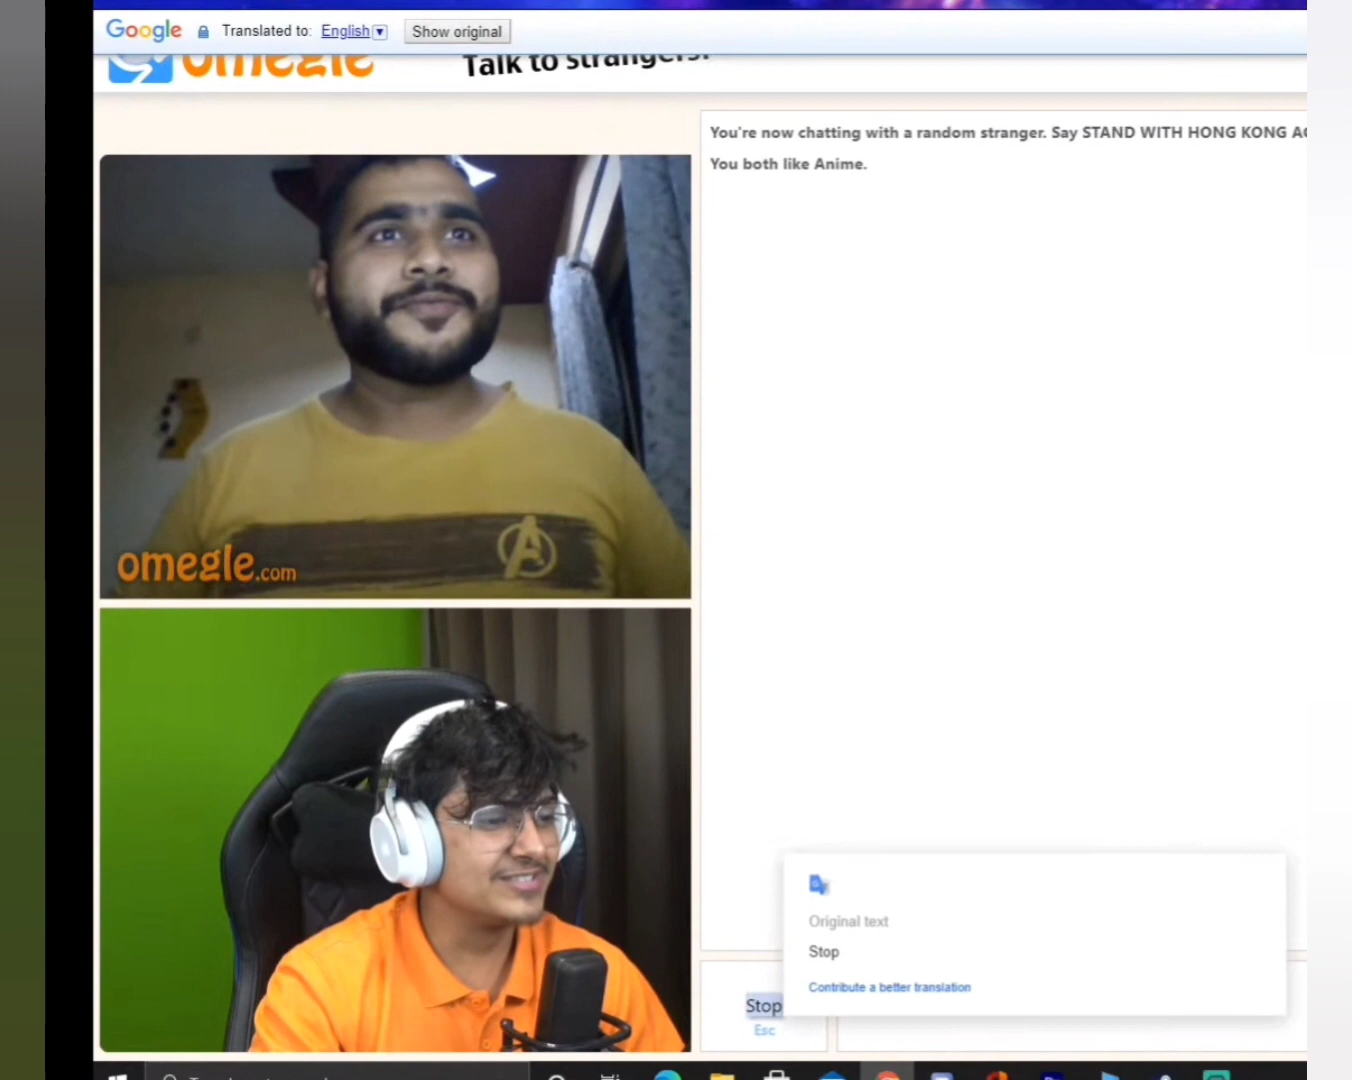 Google Translated to: English Show original
omegle Talk to strangers!
You're now chatting with a random stranger. Say STAND WITH HONG KONG
You both like Anime.
A
omegle.com
Original text
Stop
Contribute a better translation
Stop
Esc